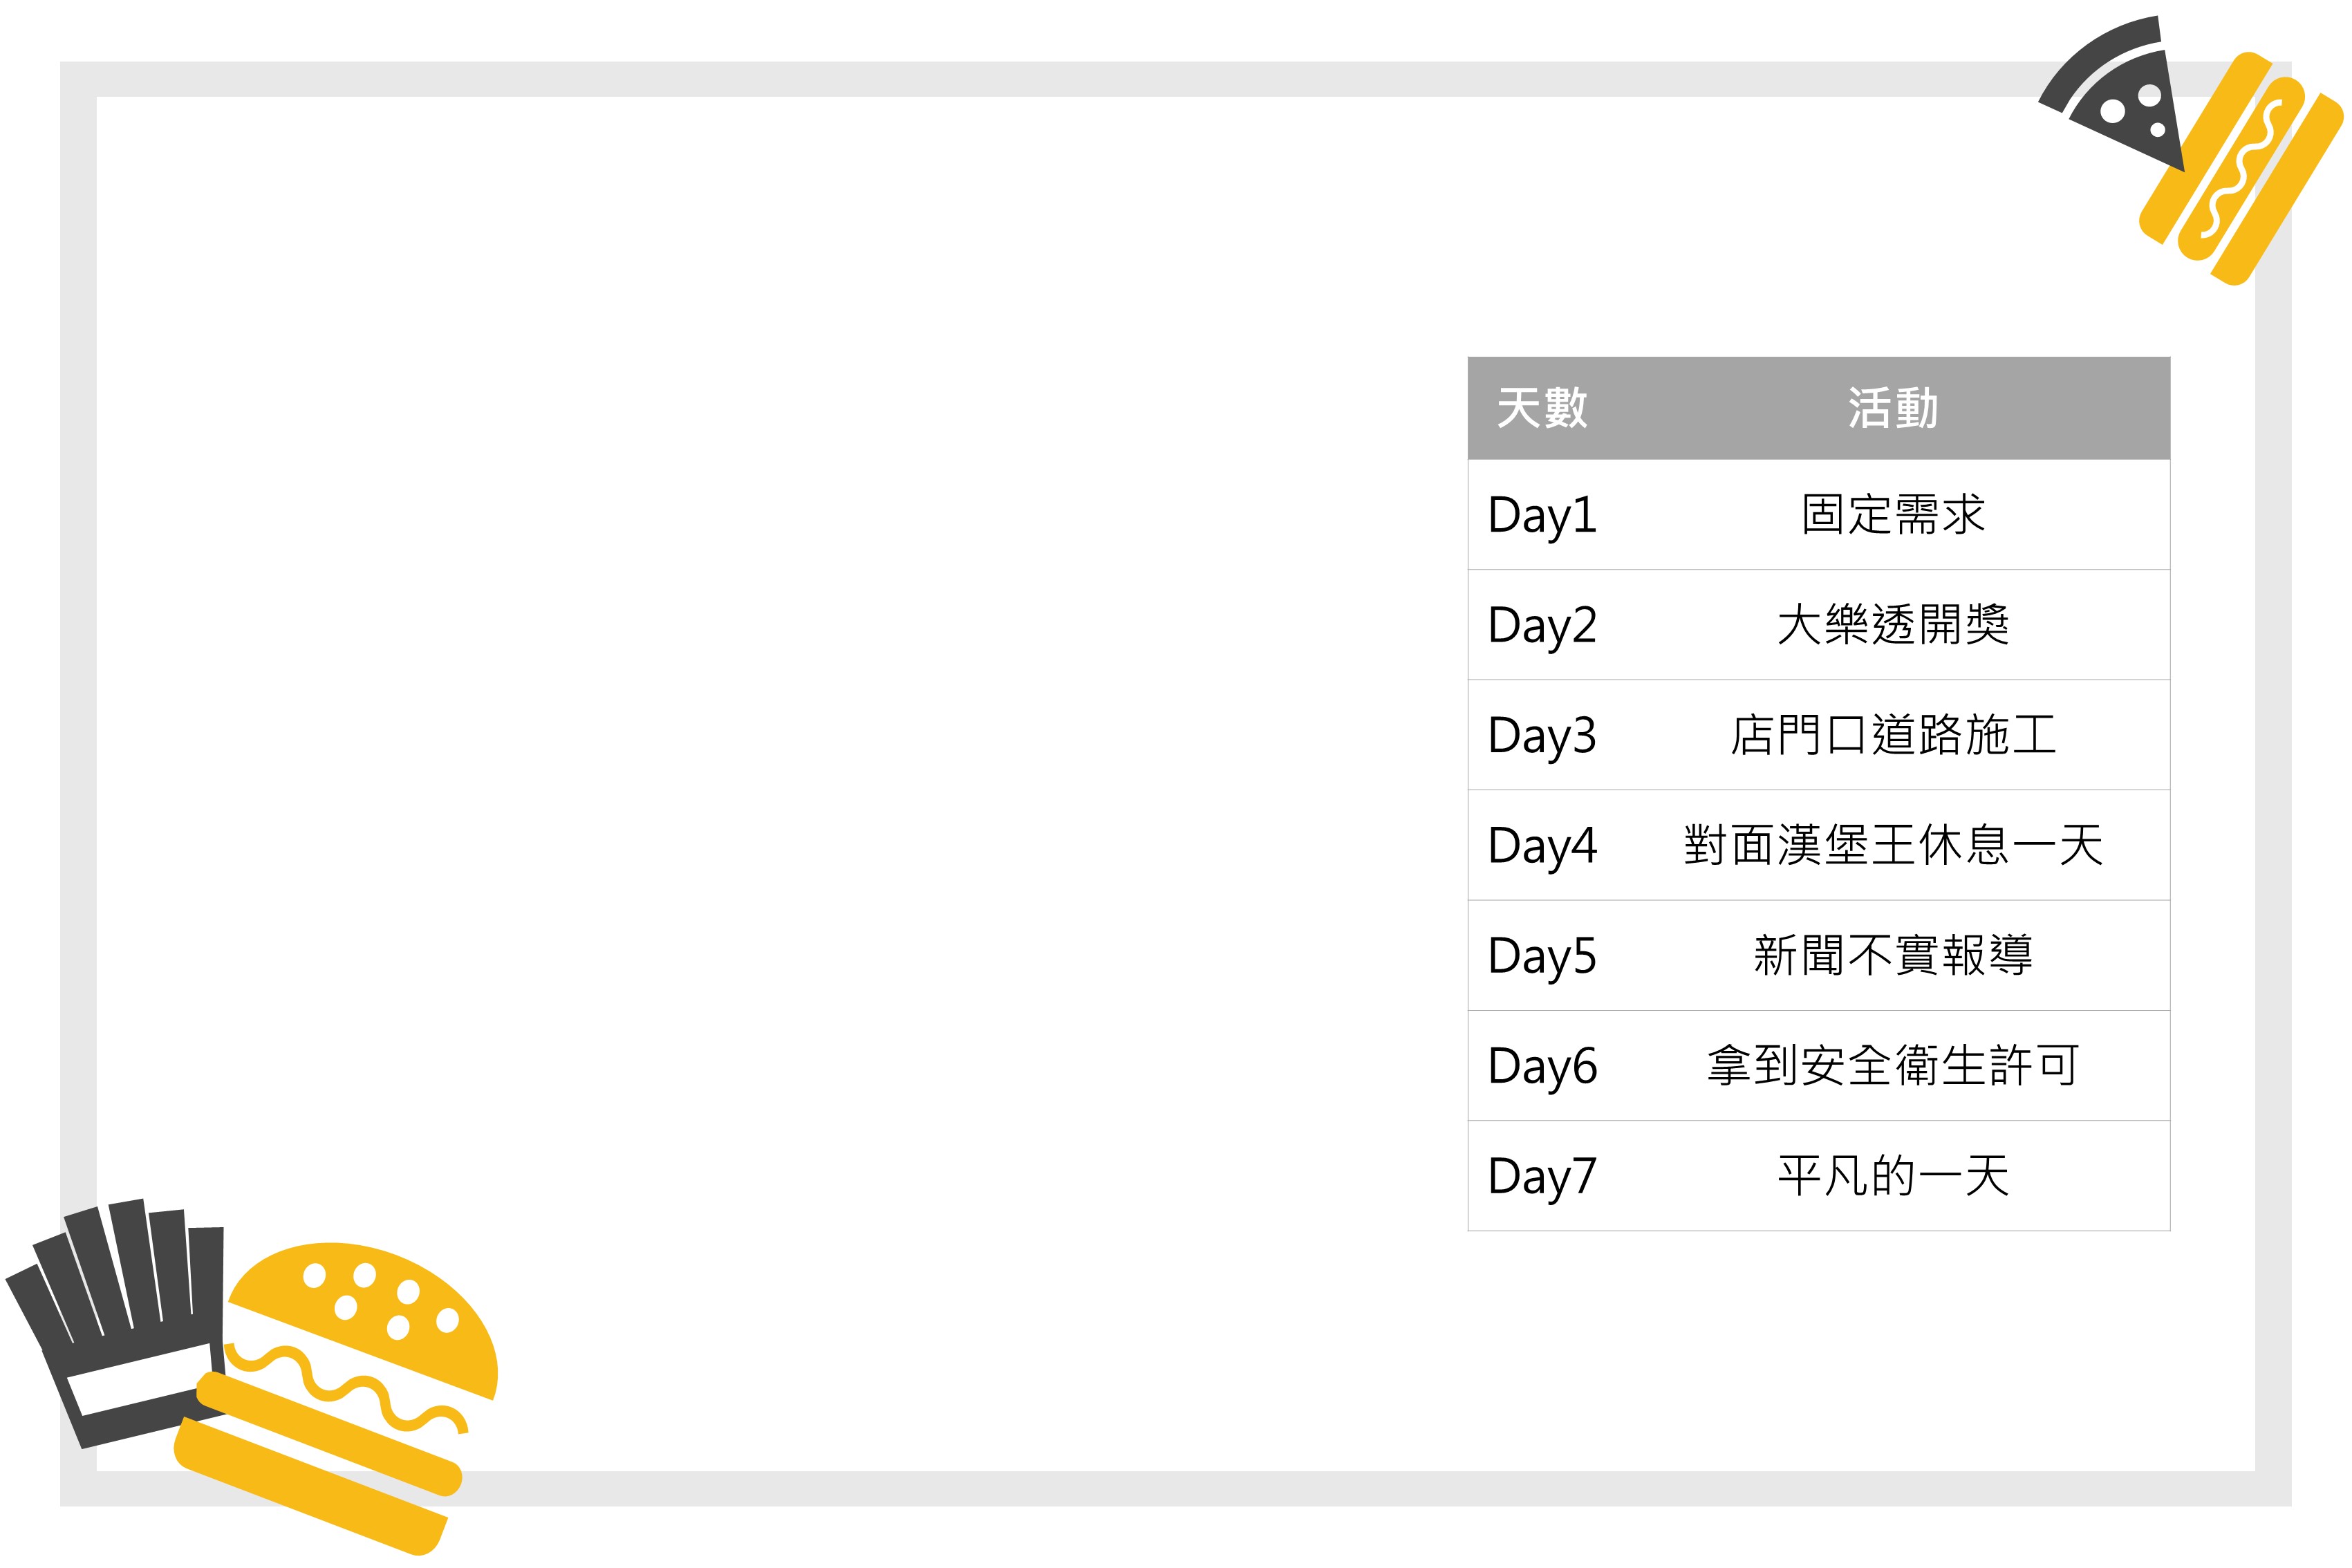 天數 活動
Day1 固定需求
Day2 大樂透開獎
Day3 店門口道路施工
Day4 對面漢堡王休息一天
Day5 新聞不實報導
Day6 拿到安全衛生許可
Day7 平凡的一天